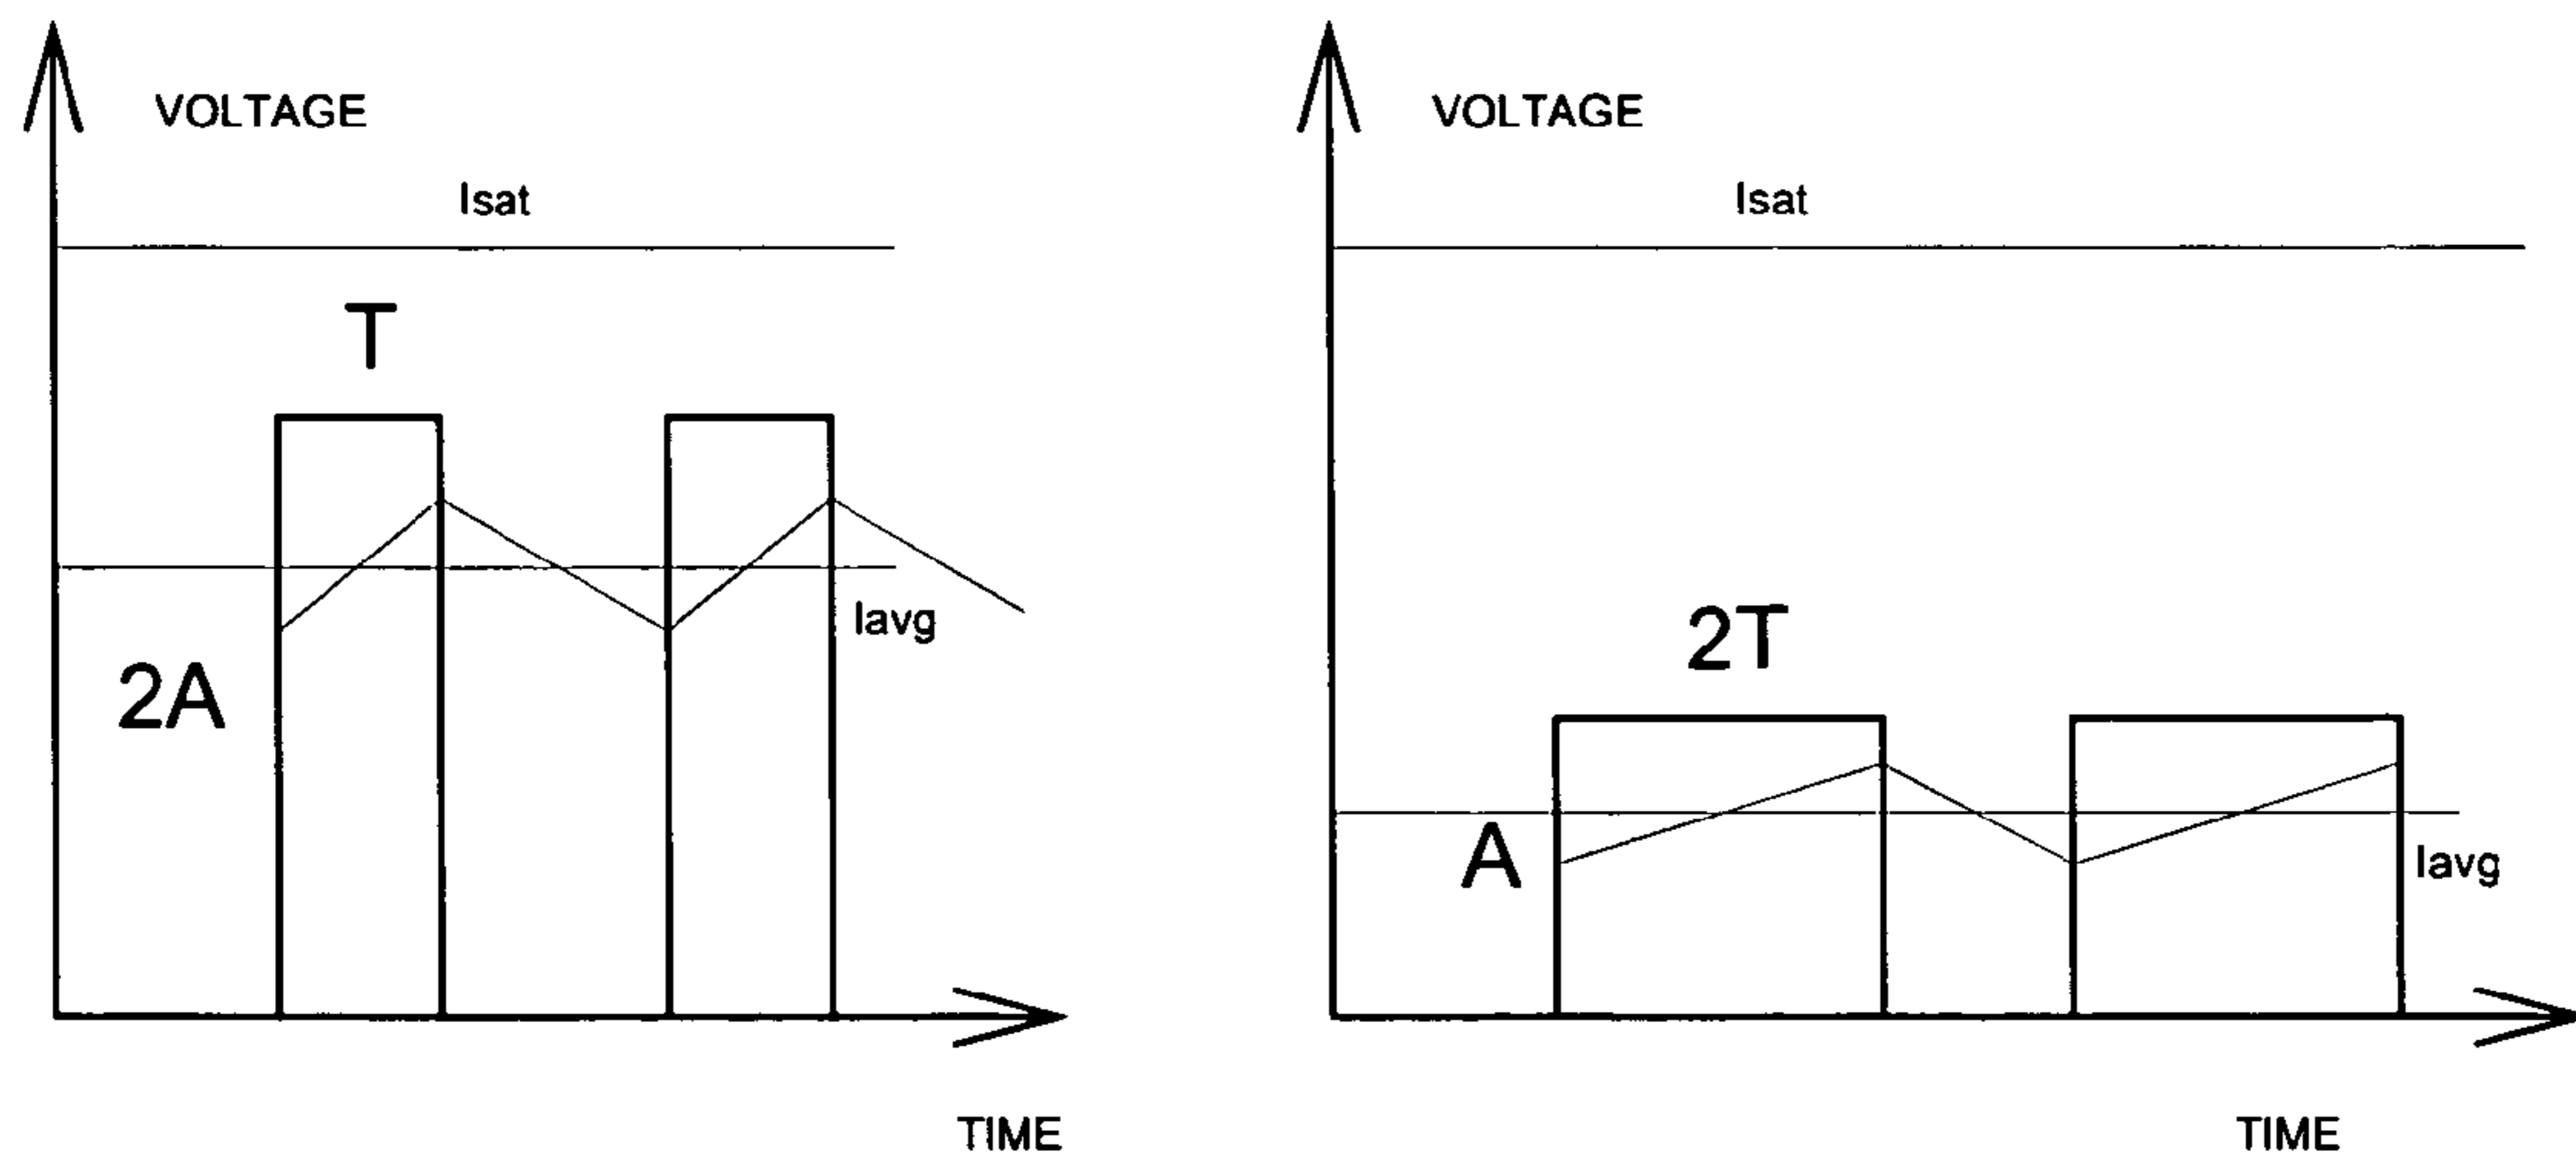 VOLTAGE
Isat
T
Iavg
2A
TIME
VOLTAGE
Isat
2T
A
Iavg
TIME